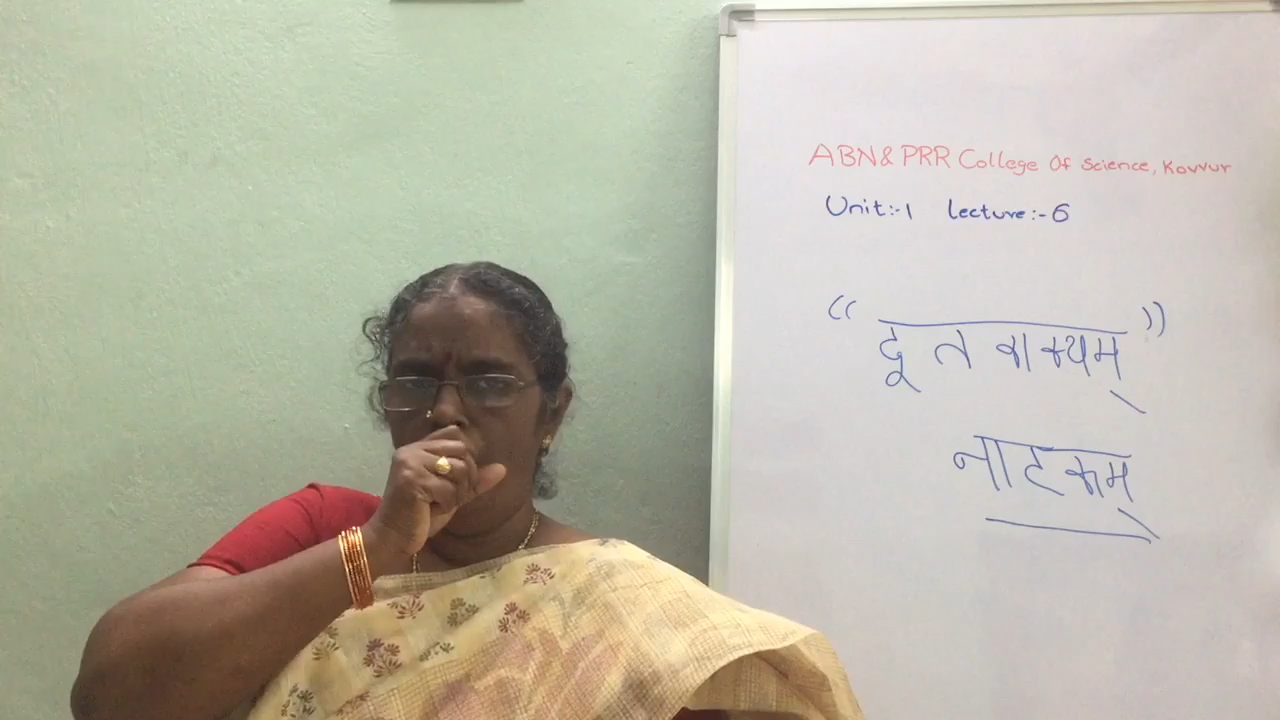 ABN & PRR College Of Science, Kovvur
Unit:-1 Lecture:-6
“ दूतवाक्यम् ”
नाटकम्